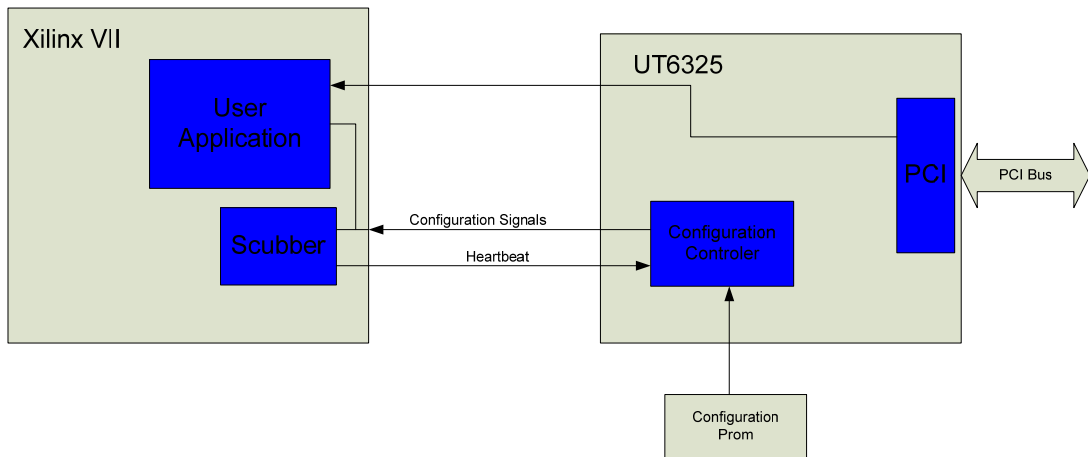 Xilinx VII
User
Application
Scubber
UT6325
PCI
PCI Bus
Configuration Signals
Heartbeat
Configuration
Controler
Configuration
Prom